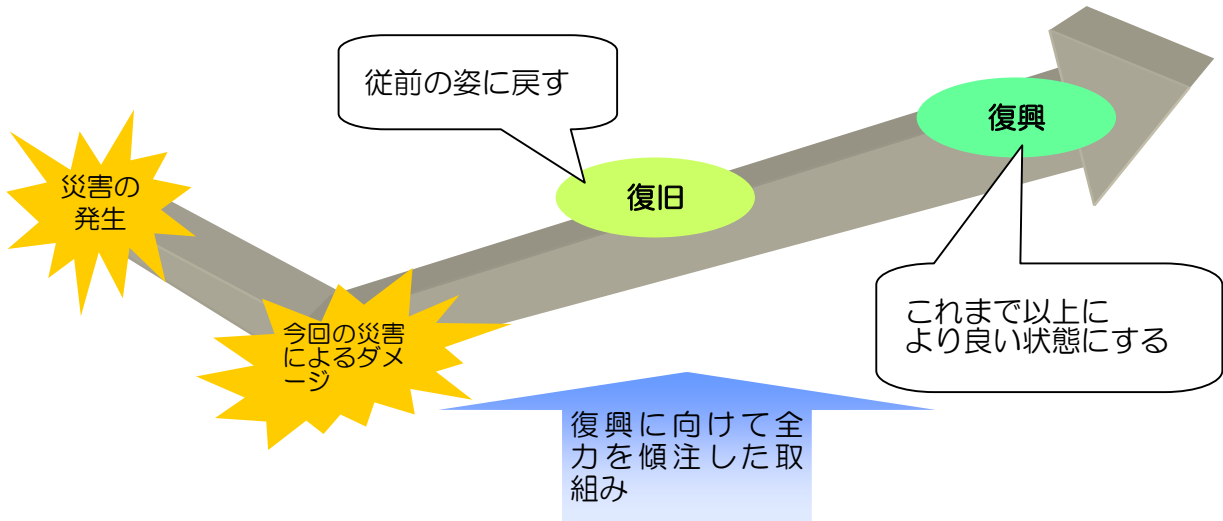 従前の姿に戻す
復興
災害の
発生
復旧
これまで以上に
より良い状態にする
今回の災害
によるダメ
ージ
復興に向けて全
力を傾注した取
組み